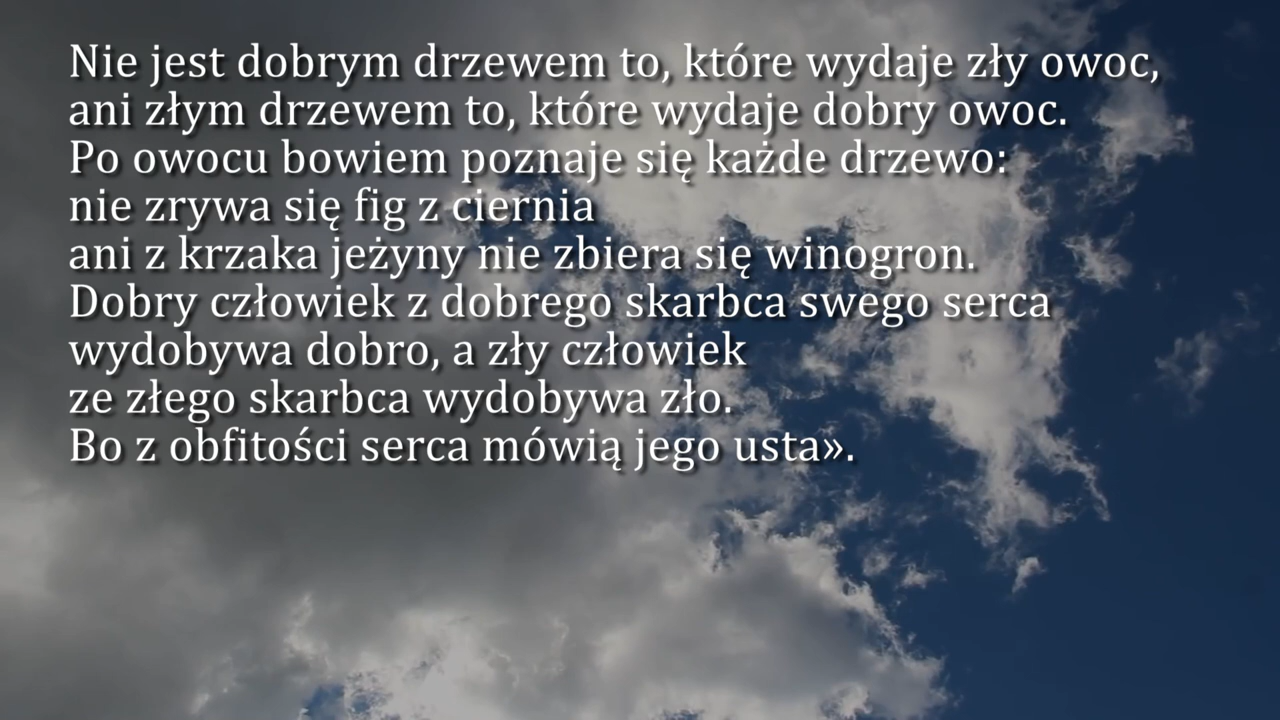 Nie jest dobrym drzewem to, które wydaje zły owoc,
ani złym drzewem to, które wydaje dobry owoc.
Po owocu bowiem poznaje się każde drzewo:
nie zrywa się fig z ciernia
ani z krzaka jeżyny nie zbiera się winogron.
Dobry człowiek z dobrego skarbca swego serca
wydobywa dobro, a zły człowiek
ze złego skarbca wydobywa zło.
Bo z obfitości serca mówią jego usta».